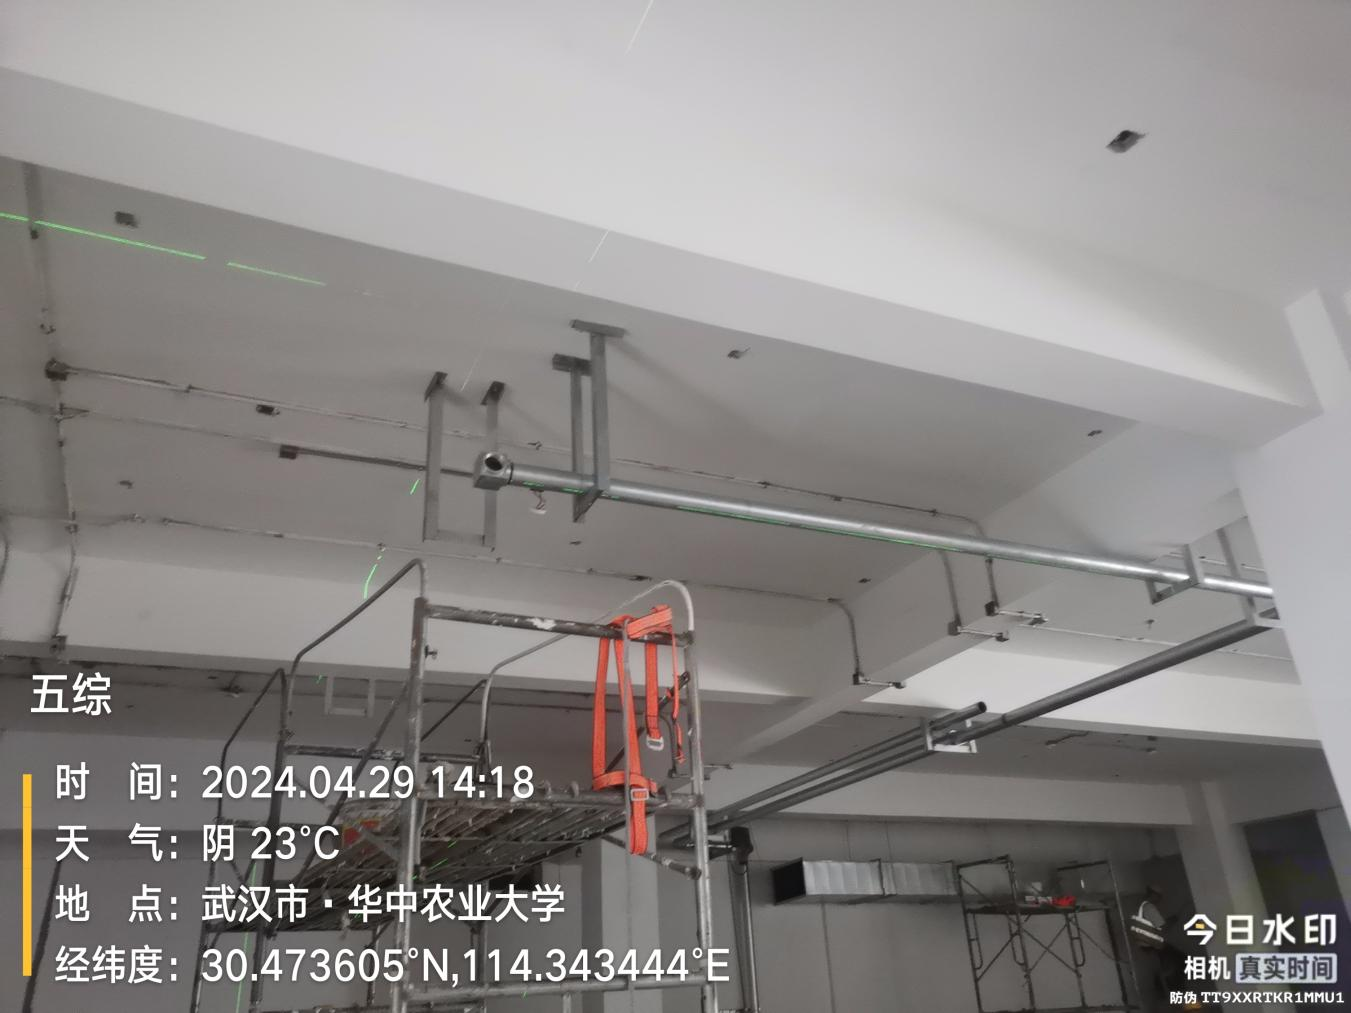 五综
时 间：2024.04.29 14:18
天 气：阴 23°C
地 点：武汉市·华中农业大学
经纬度：30.473605°N,114.343444°E
今日水印
相机 真实时间
防伪 TT9XXRTKR1MMU1